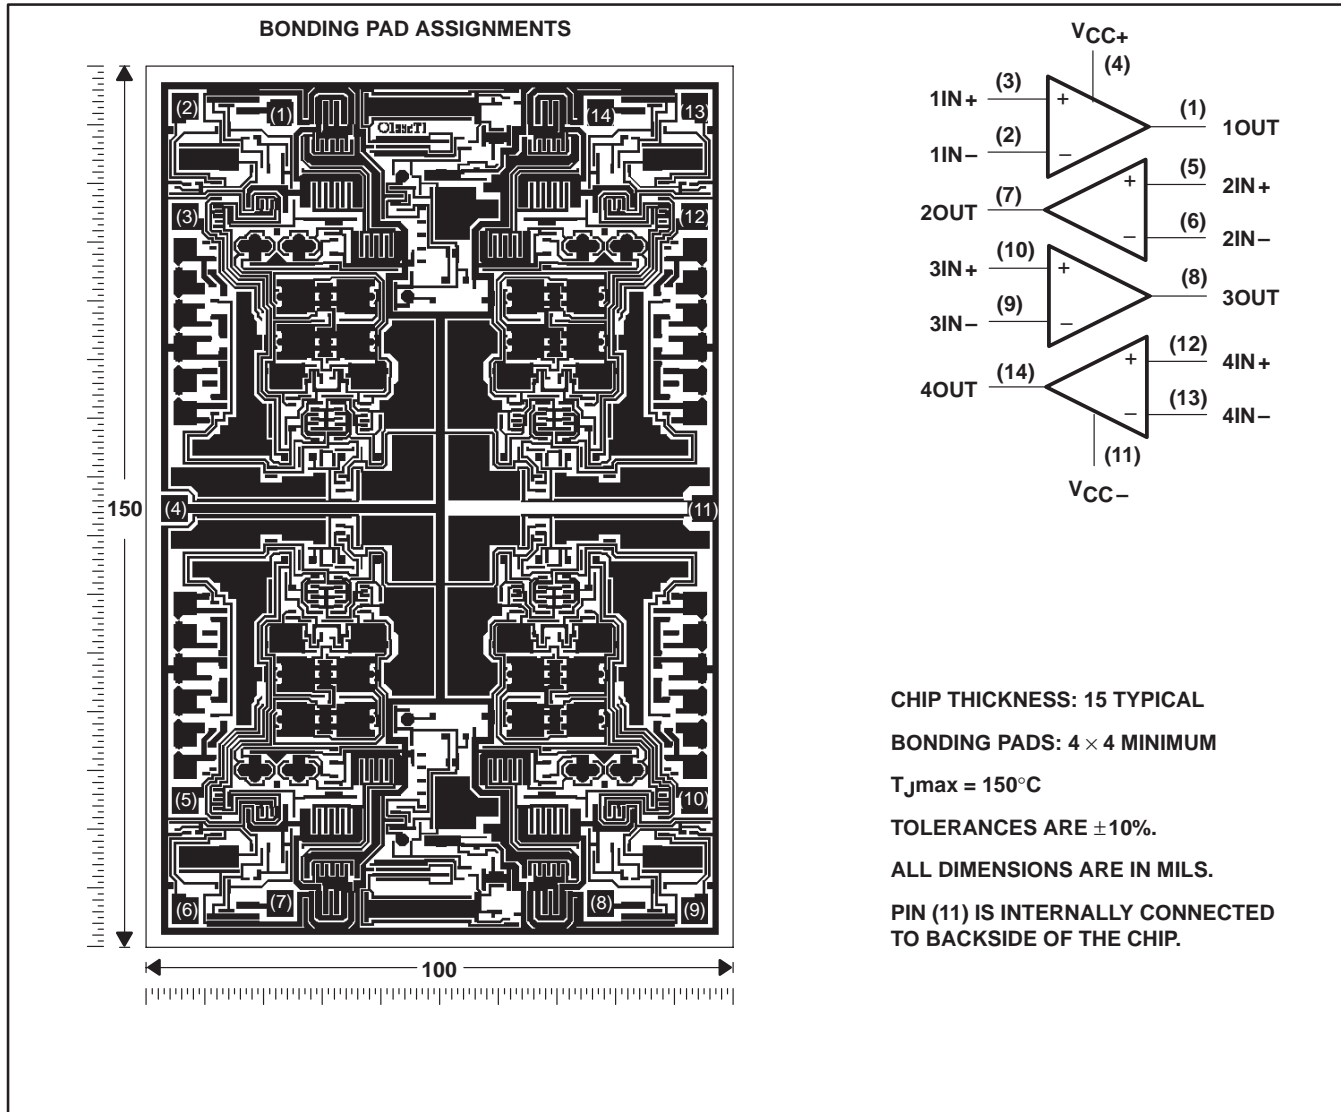 BONDING PAD ASSIGNMENTS
(2)
(1)
(14)
(13)
(3)
(12)
150
(4)
(11)
(5)
(10)
(6)
(7)
(8)
(9)
100
VCC+
(4)
1IN+
(3)
+
(1)
1OUT
1IN−
(2)
−
(5)
2IN+
+
(7)
2OUT
(6)
2IN−
−
3IN+
(10)
+
(8)
3OUT
3IN−
(9)
−
(12)
4IN+
+
4OUT
(14)
(13)
4IN−
−
(11)
VCC−
CHIP THICKNESS: 15 TYPICAL
BONDING PADS: 4 × 4 MINIMUM
TJmax = 150°C
TOLERANCES ARE ±10%.
ALL DIMENSIONS ARE IN MILS.
PIN (11) IS INTERNALLY CONNECTED
TO BACKSIDE OF THE CHIP.